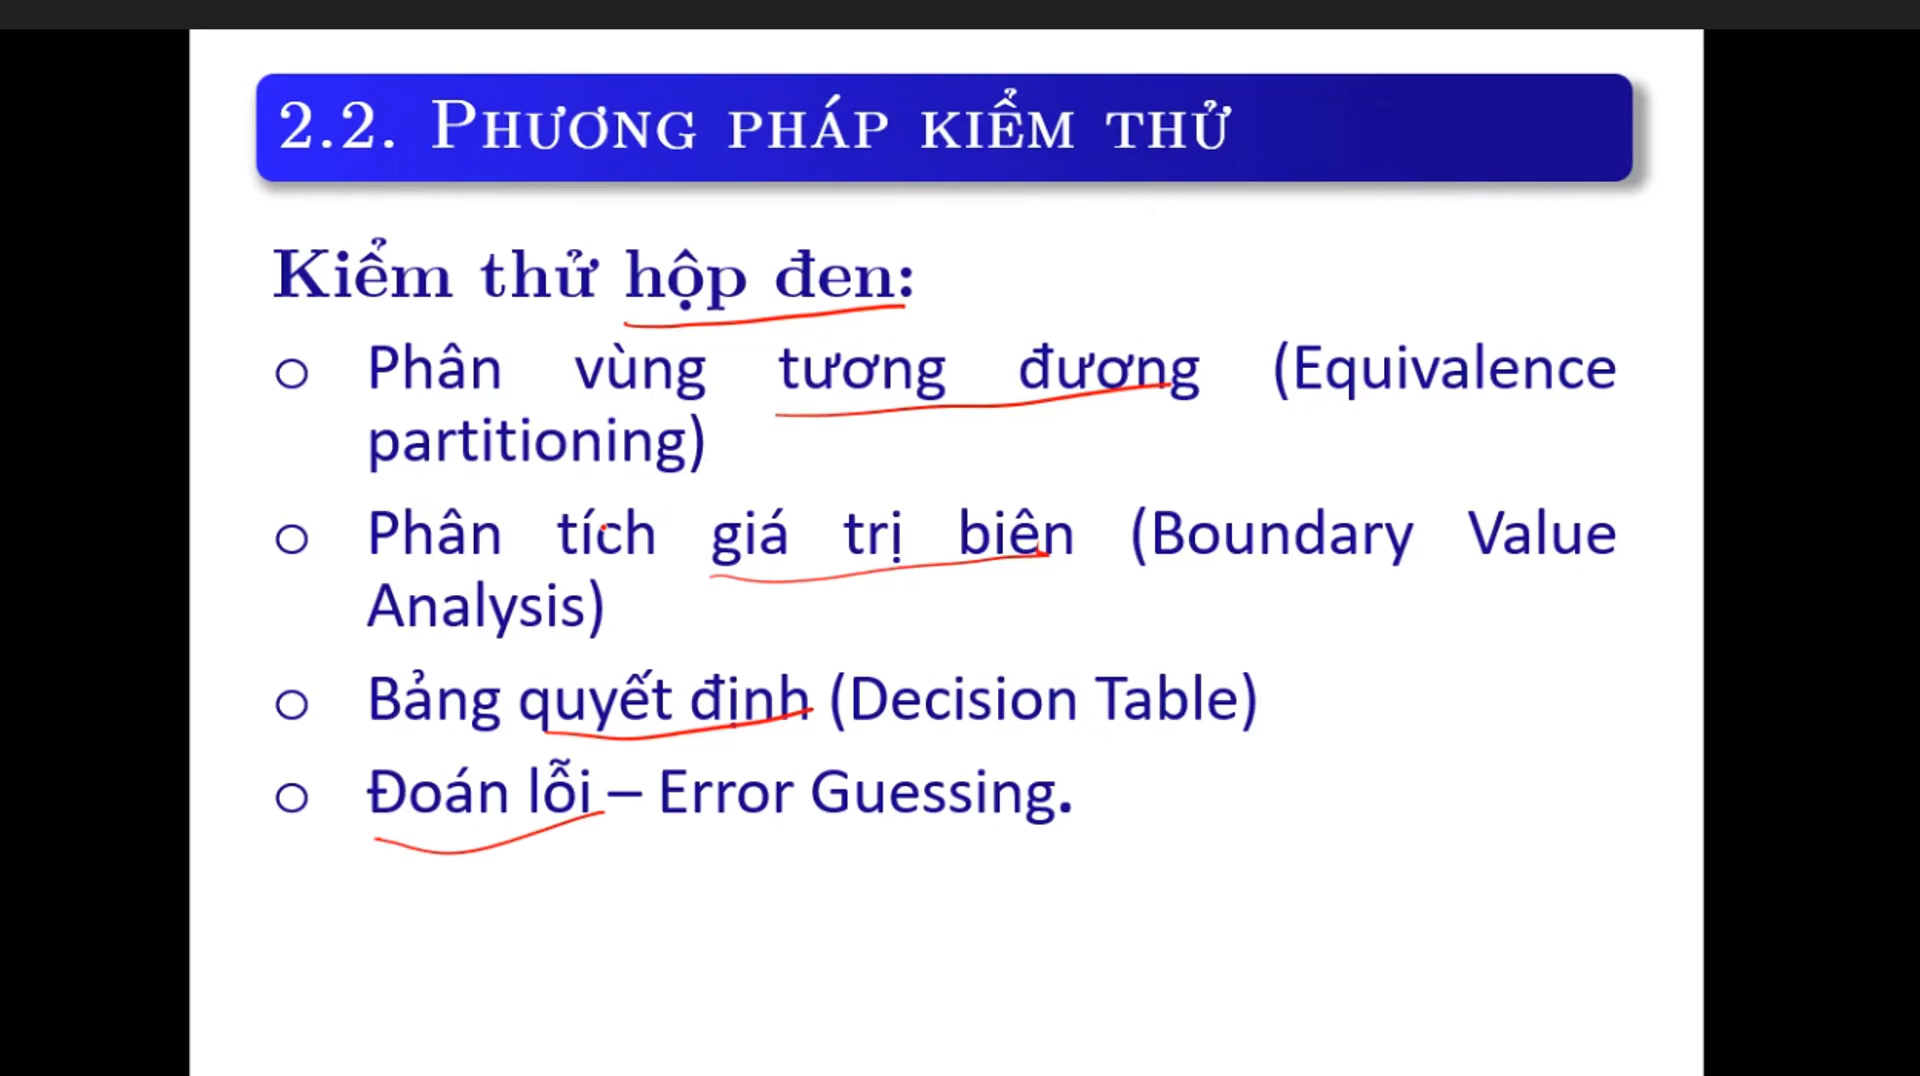 2.2. Phương pháp kiểm thử
Kiểm thử hộp đen:
Phân vùng tương đương (Equivalence
partitioning)
Phân tích giá trị biên (Boundary Value
Analysis)
Bảng quyết định (Decision Table)
Đoán lỗi – Error Guessing.